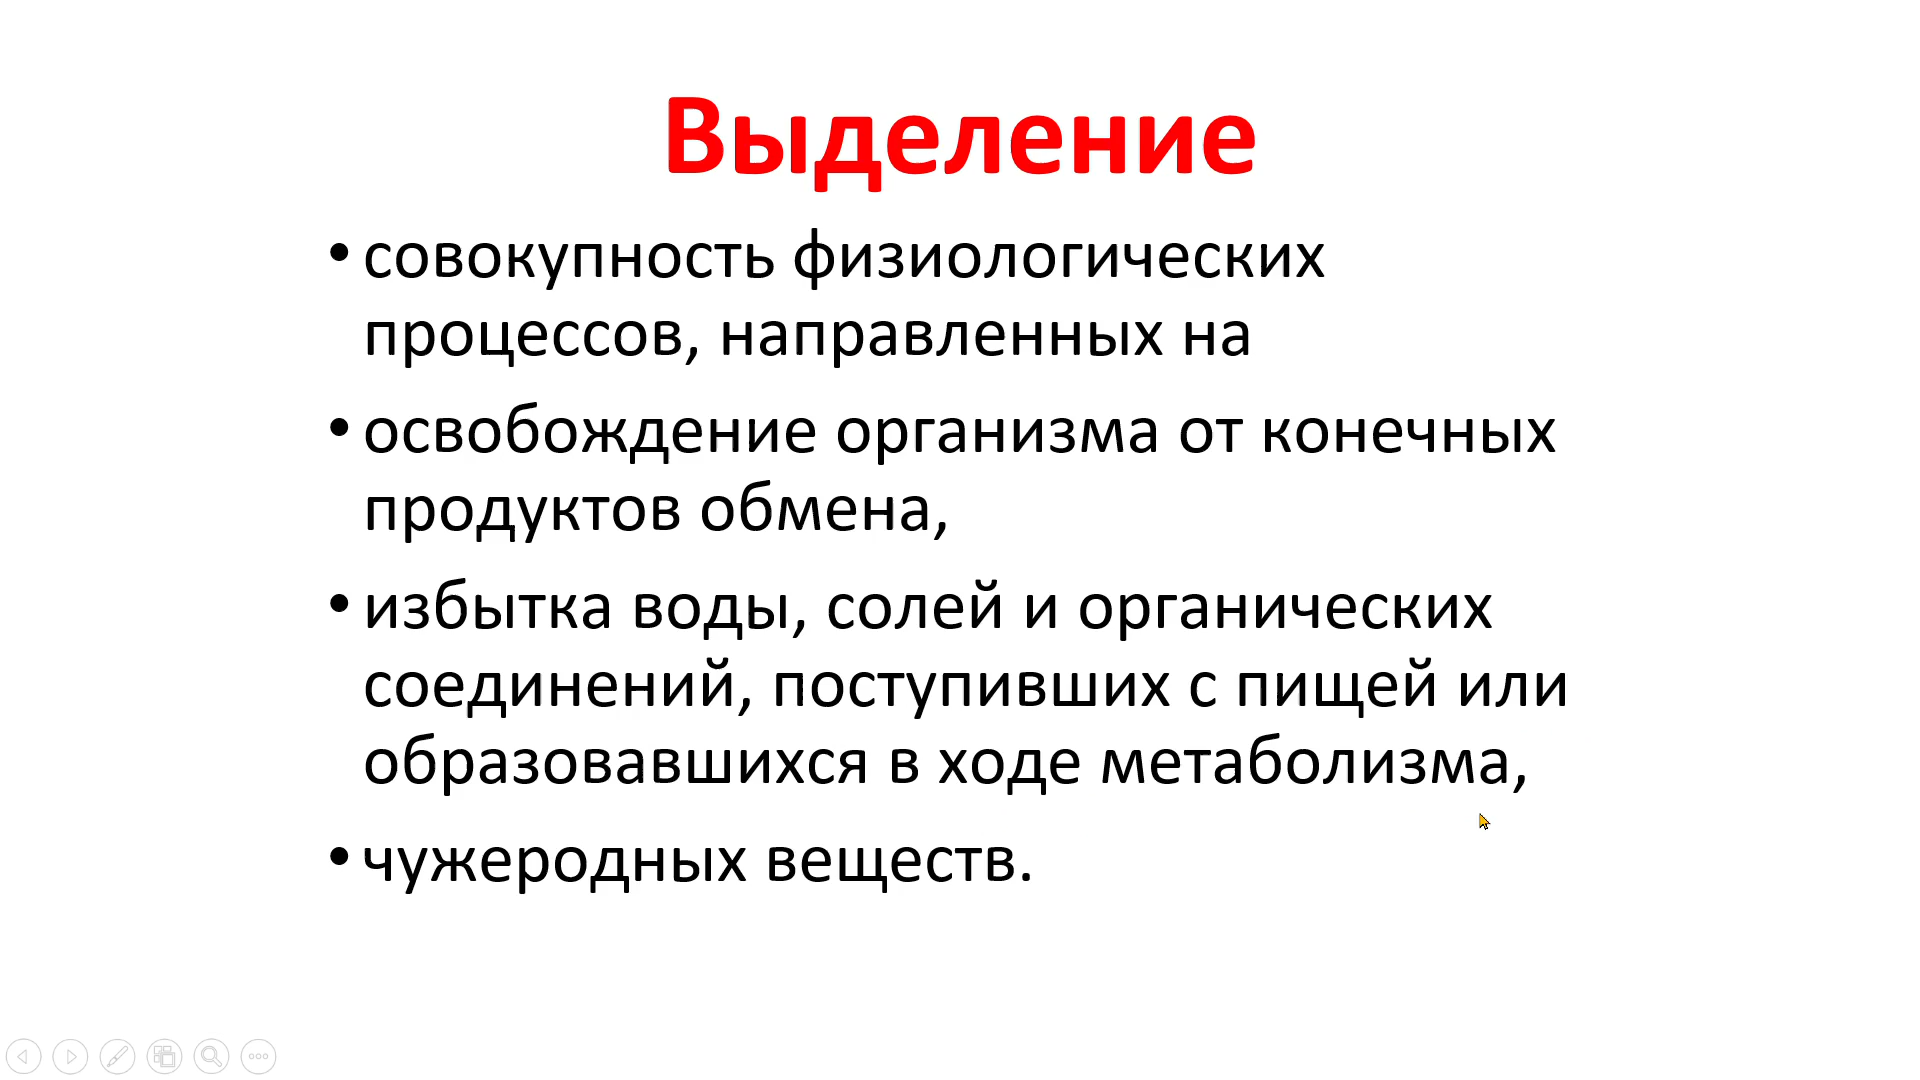 Выделение
• совокупность физиологических
процессов, направленных на
• освобождение организма от конечных
продуктов обмена,
• избытка воды, солей и органических
соединений, поступивших с пищей или
образовавшихся в ходе метаболизма,
• чужеродных веществ.